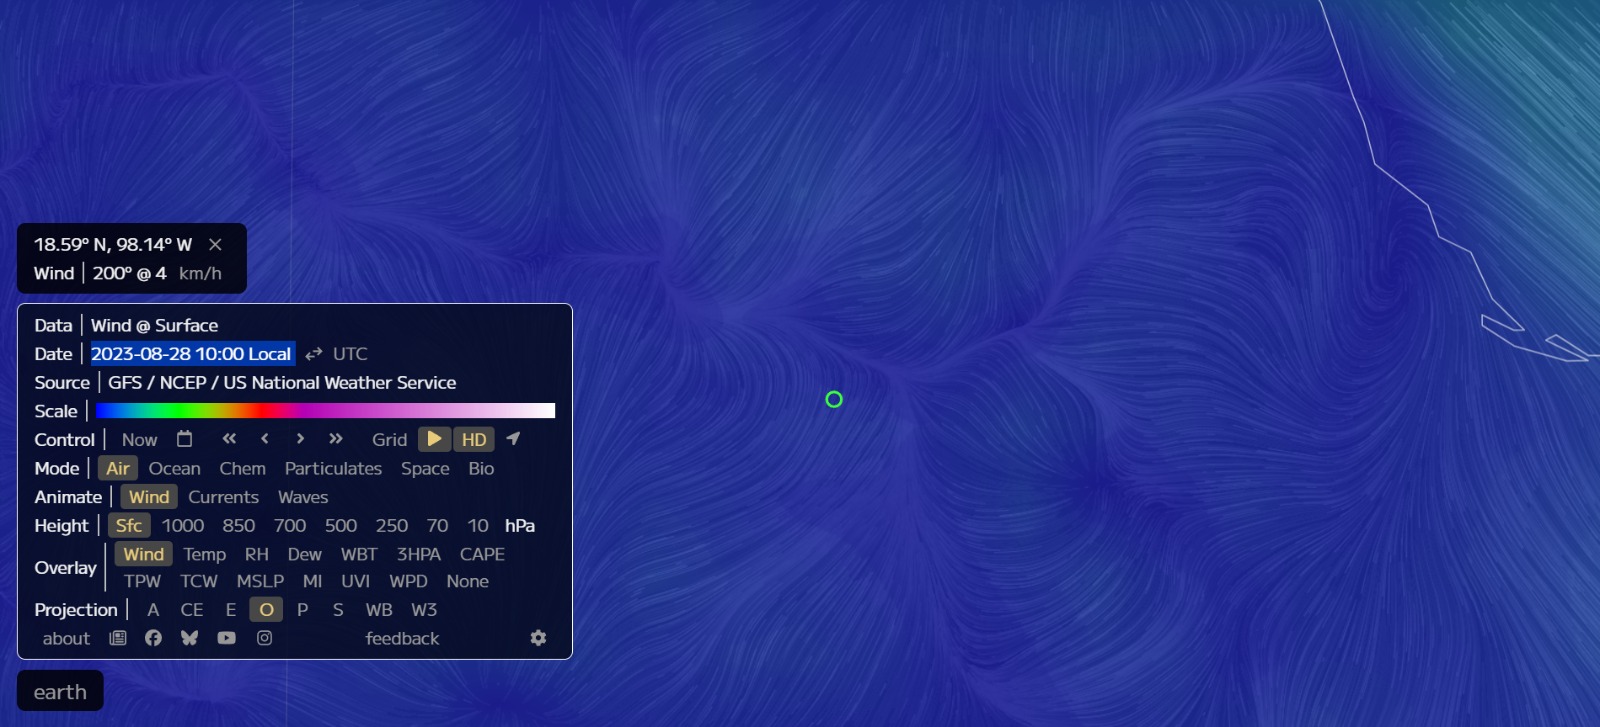 18.59° N, 98.14° W ×
Wind | 200° @ 4 km/h
Data | Wind @ Surface
Date | 2023-08-28 10:00 Local ⇄ UTC
Source | GFS / NCEP / US National Weather Service
Scale |
Control | Now Grid HD
Mode | Air Ocean Chem Particulates Space Bio
Animate | Wind Currents Waves
Height | Sfc 1000 850 700 500 250 70 10 hPa
Overlay | Wind Temp RH Dew WBT 3HPA CAPE
TPW TCW MSLP MI UVI WPD None
Projection | A CE E O P S WB W3
about feedback
earth